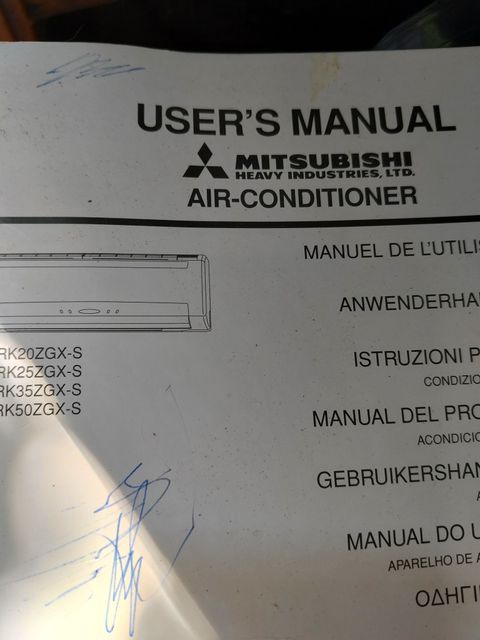 USER'S MANUAL
MITSUBISHI
HEAVY INDUSTRIES, LTD.
AIR-CONDITIONER
MANUEL DE L'UTILIS
ANWENDERHA
RK20ZGX-S
RK25ZGX-S
RK35ZGX-S
RK50ZGX-S
ISTRUZIONI P
CONDIZIO
MANUAL DEL PRO
ACONDICIO
GEBRUIKERSHAN
MANUAL DO U
APARELHO DE A
ΟΔΗΓΙ